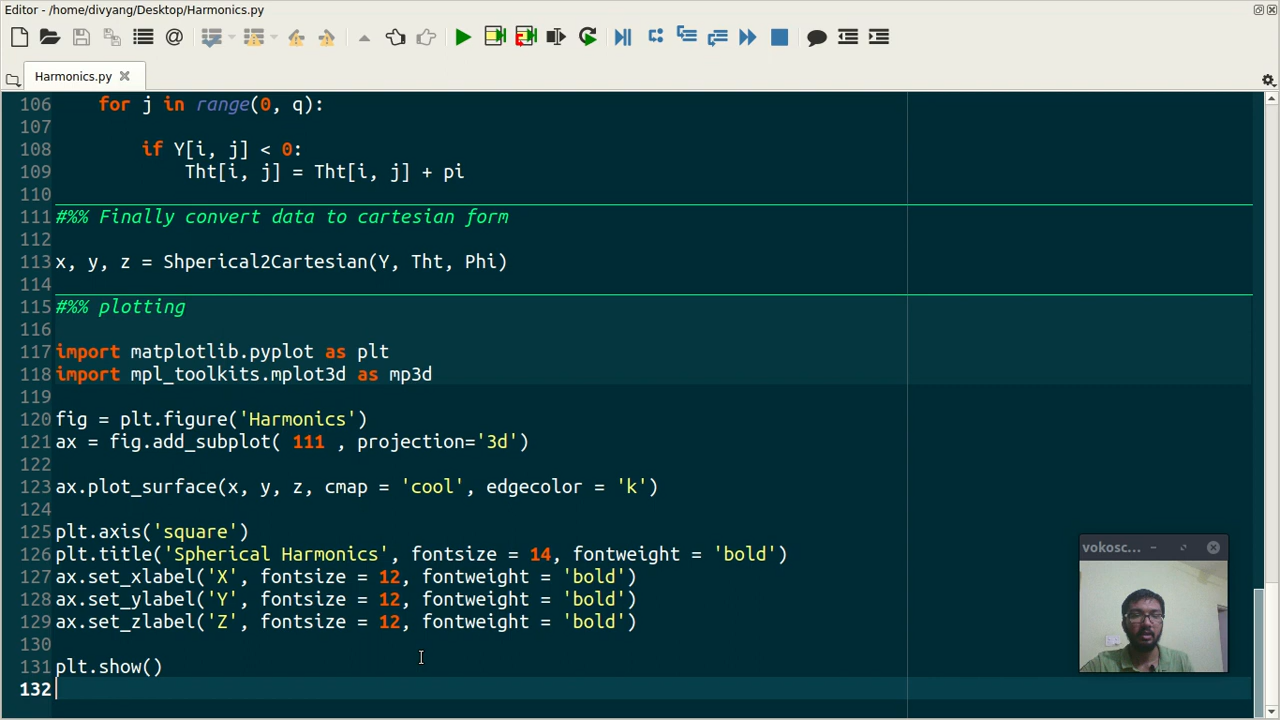 Editor - /home/divyang/Desktop/Harmonics.py
Harmonics.py
106 for j in range(0, q):
107
108 if Y[i, j] < 0:
109 Tht[i, j] = Tht[i, j] + pi
110
111 #%% Finally convert data to cartesian form
112
113 x, y, z = Shperical2Cartesian(Y, Tht, Phi)
114
115 #%% plotting
116
117 import matplotlib.pyplot as plt
118 import mpl_toolkits.mplot3d as mp3d
119
120 fig = plt.figure('Harmonics')
121 ax = fig.add_subplot( 111 , projection='3d')
122
123 ax.plot_surface(x, y, z, cmap = 'cool', edgecolor = 'k')
124
125 plt.axis('square')
126 plt.title('Spherical Harmonics', fontsize = 14, fontweight = 'bold')
127 ax.set_xlabel('X', fontsize = 12, fontweight = 'bold')
128 ax.set_ylabel('Y', fontsize = 12, fontweight = 'bold')
129 ax.set_zlabel('Z', fontsize = 12, fontweight = 'bold')
130
131 plt.show()
132
vokosc...